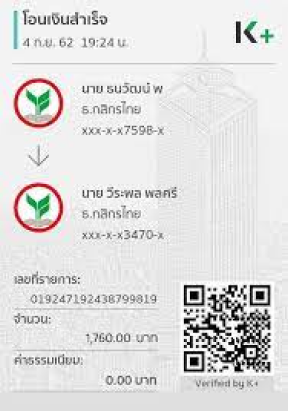 โอนเงินสำเร็จ
4 ก.ย. 62 19:24 น.
K+
นาย ธนวัฒน์ พ
ธ.กสิกรไทย
xxx-x-x7598-x
นาย วีระพล พลศรี
ธ.กสิกรไทย
xxx-x-x3470-x
เลขที่รายการ:
019247192438799819
จำนวน:
1,760.00 บาท
ค่าธรรมเนียม:
0.00 บาท
Verified by K+